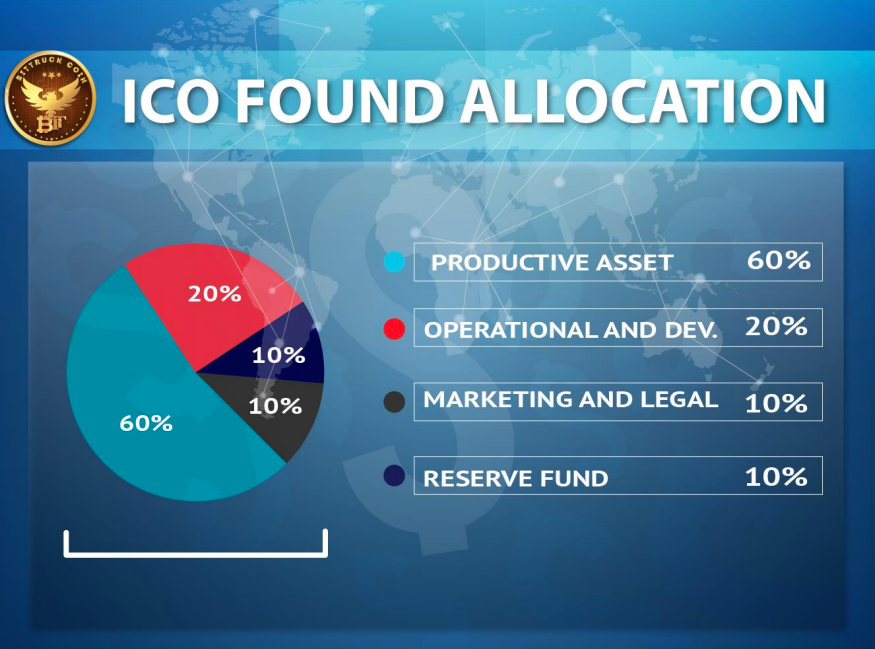 BITTRUCK COIN
BIT
ICO FOUND ALLOCATION
20%
10%
10%
60%
PRODUCTIVE ASSET 60%
OPERATIONAL AND DEV. 20%
MARKETING AND LEGAL 10%
RESERVE FUND 10%